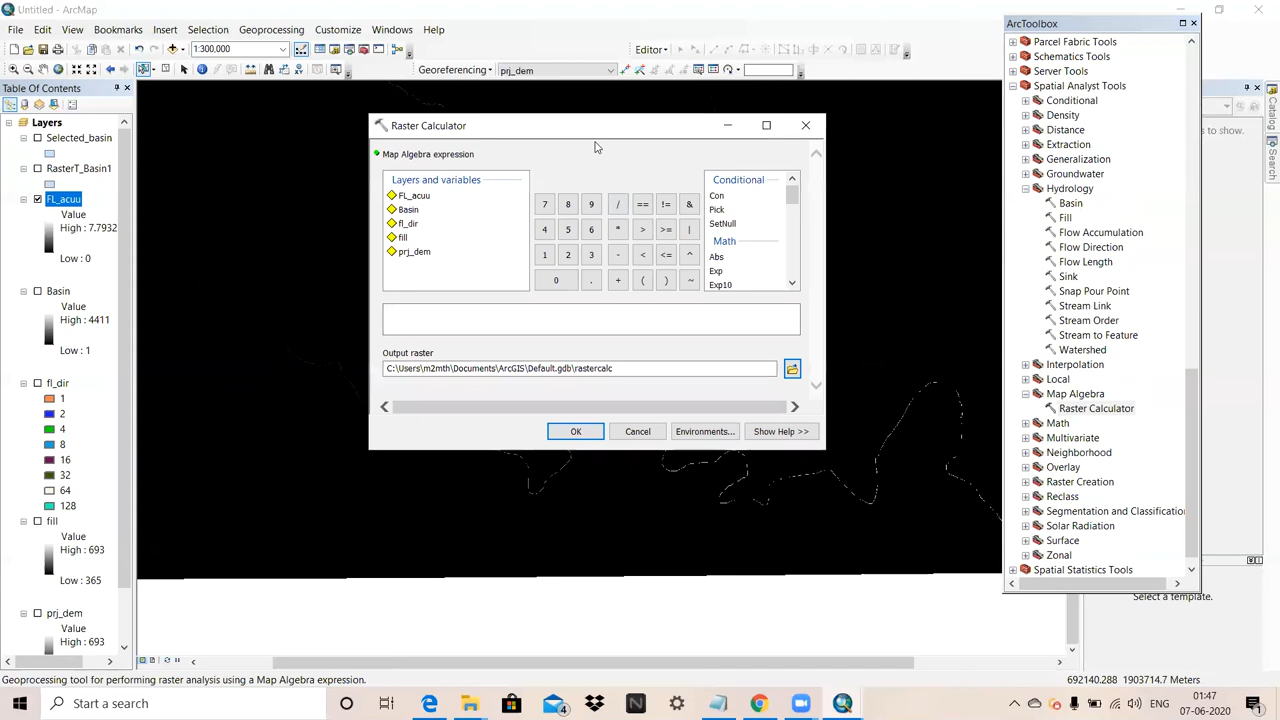 Untitled - ArcMap
File Edit View Bookmarks Insert Selection Geoprocessing Customize Windows Help
1:300,000
Editor
Georeferencing
prj_dem
Table Of Contents
Layers
Selected_basin
RasterT_Basin1
FL_acuu
Value
High : 7.7932
Low : 0
Basin
High : 4411
Low : 1
fl_dir
1
2
4
8
16
32
64
128
fill
Value
High : 693
Low : 365
prj_dem
Value
High : 693
Raster Calculator
Map Algebra expression
Layers and variables
FL_acuu
Basin
fl_dir
fill
prj_dem
7 8 9 / == != &
4 5 6 * > >= |
1 2 3 - < <= ^
0 . + ( ) ~
Conditional
Con
Pick
SetNull
Math
Abs
Exp
Exp10
Output raster
C:\Users\m2mth\Documents\ArcGIS\Default.gdb\rastercalc
OK Cancel Environments... Show Help >>
ArcToolbox
Parcel Fabric Tools
Schematics Tools
Server Tools
Spatial Analyst Tools
Conditional
Density
Distance
Extraction
Generalization
Groundwater
Hydrology
Basin
Fill
Flow Accumulation
Flow Direction
Flow Length
Sink
Snap Pour Point
Stream Link
Stream Order
Stream to Feature
Watershed
Interpolation
Local
Map Algebra
Raster Calculator
Math
Multivariate
Neighborhood
Overlay
Raster Creation
Reclass
Segmentation and Classification
Solar Radiation
Surface
Zonal
Spatial Statistics Tools
Catalog
Search
s to show.
Select a template.
Geoprocessing tool for performing raster analysis using a Map Algebra expression.
692140.288 1903714.7 Meters
Start a search
4
N
ENG
01:47
07-06-2020
1